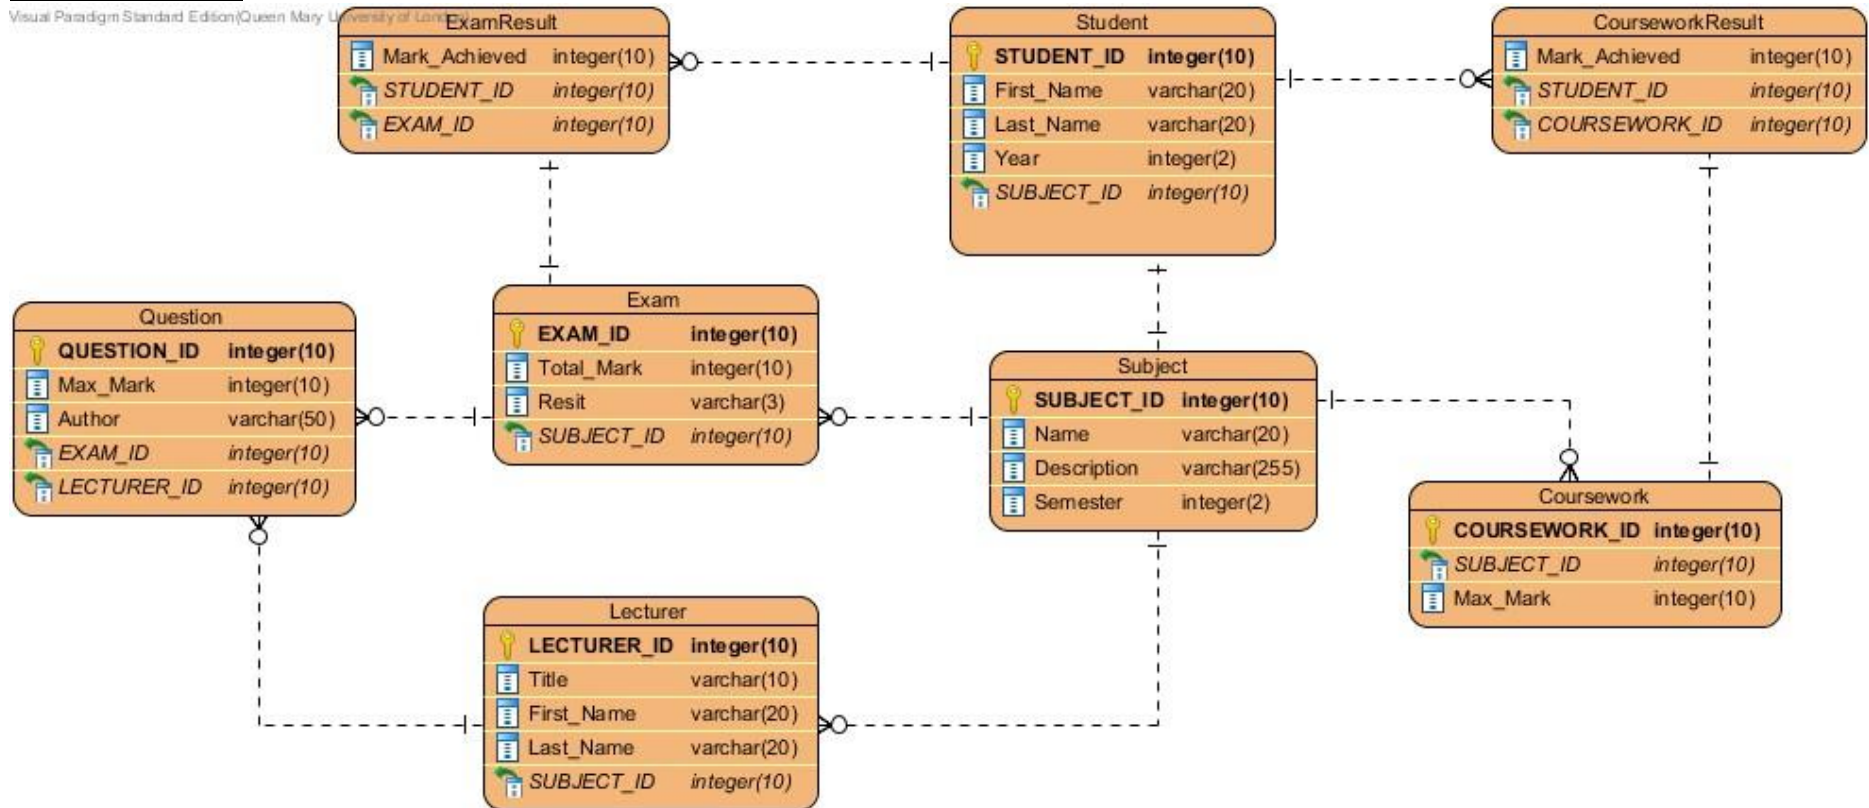 Visual Paradigm Standard Edition(Queen Mary University of London)
ExamResult
Mark_Achieved integer(10)
STUDENT_ID integer(10)
EXAM_ID integer(10)
Student
STUDENT_ID integer(10)
First_Name varchar(20)
Last_Name varchar(20)
Year integer(2)
SUBJECT_ID integer(10)
CourseworkResult
Mark_Achieved integer(10)
STUDENT_ID integer(10)
COURSEWORK_ID integer(10)
Question
QUESTION_ID integer(10)
Max_Mark integer(10)
Author varchar(50)
EXAM_ID integer(10)
LECTURER_ID integer(10)
Exam
EXAM_ID integer(10)
Total_Mark integer(10)
Resit varchar(3)
SUBJECT_ID integer(10)
Subject
SUBJECT_ID integer(10)
Name varchar(20)
Description varchar(255)
Semester integer(2)
Coursework
COURSEWORK_ID integer(10)
SUBJECT_ID integer(10)
Max_Mark integer(10)
Lecturer
LECTURER_ID integer(10)
Title varchar(10)
First_Name varchar(20)
Last_Name varchar(20)
SUBJECT_ID integer(10)